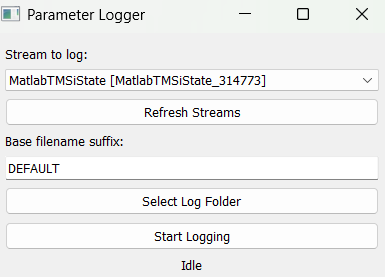 Parameter Logger
Stream to log:
MatlabTMSiState [MatlabTMSiState_314773]
Refresh Streams
Base filename suffix:
DEFAULT
Select Log Folder
Start Logging
Idle